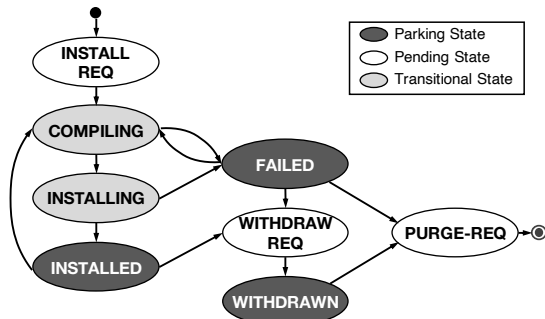 INSTALL
REQ
COMPILING
INSTALLING
INSTALLED
FAILED
WITHDRAW
REQ
WITHDRAWN
PURGE-REQ
Parking State
Pending State
Transitional State